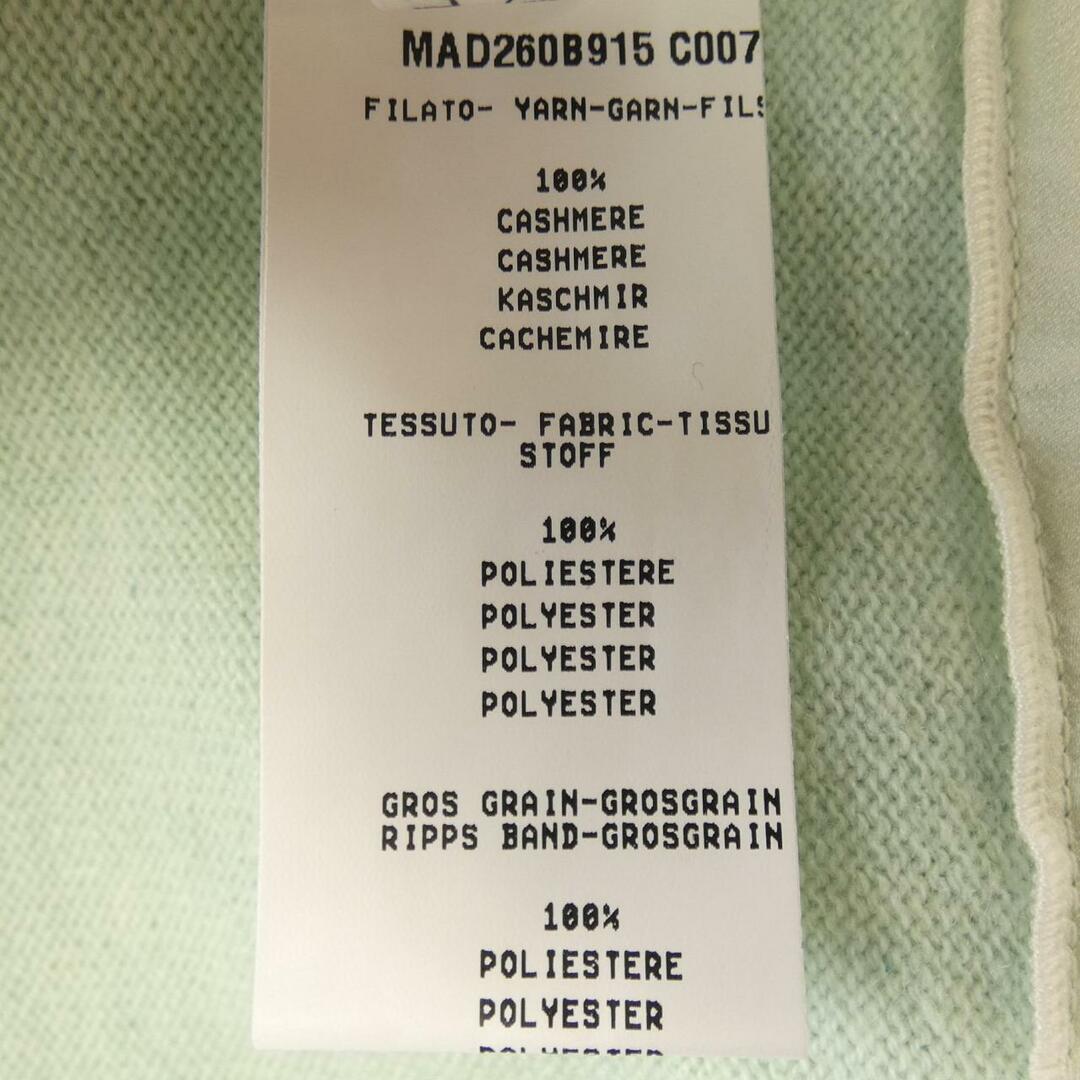 MAD260B915 C007
FILATO- YARN-GARN-FILS
100%
CASHMERE
CASHMERE
KASCHMIR
CACHEMIRE
TESSUTO- FABRIC-TISSU
STOFF
100%
POLIESTERE
POLYESTER
POLYESTER
POLYESTER
GROS GRAIN-GROSGRAIN
RIPPS BAND-GROSGRAIN
100%
POLIESTERE
POLYESTER